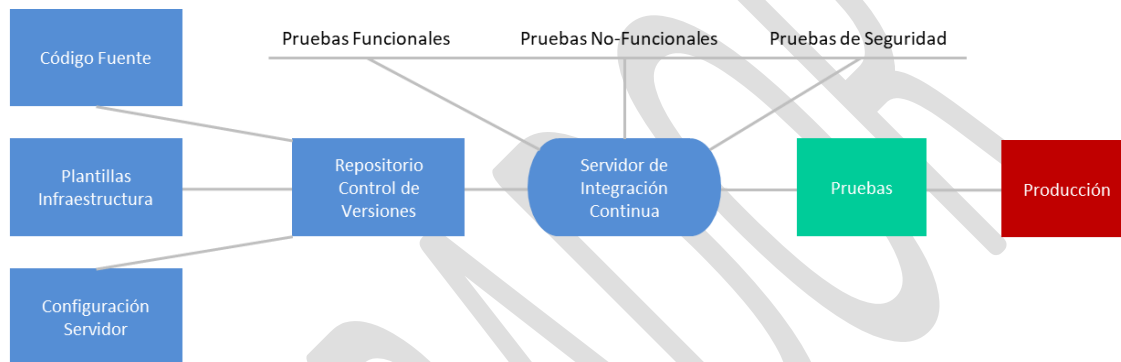 Código Fuente
Pruebas Funcionales
Pruebas No-Funcionales
Pruebas de Seguridad
Plantillas
Infraestructura
Repositorio
Control de
Versiones
Servidor de
Integración
Continua
Pruebas
Producción
Configuración
Servidor